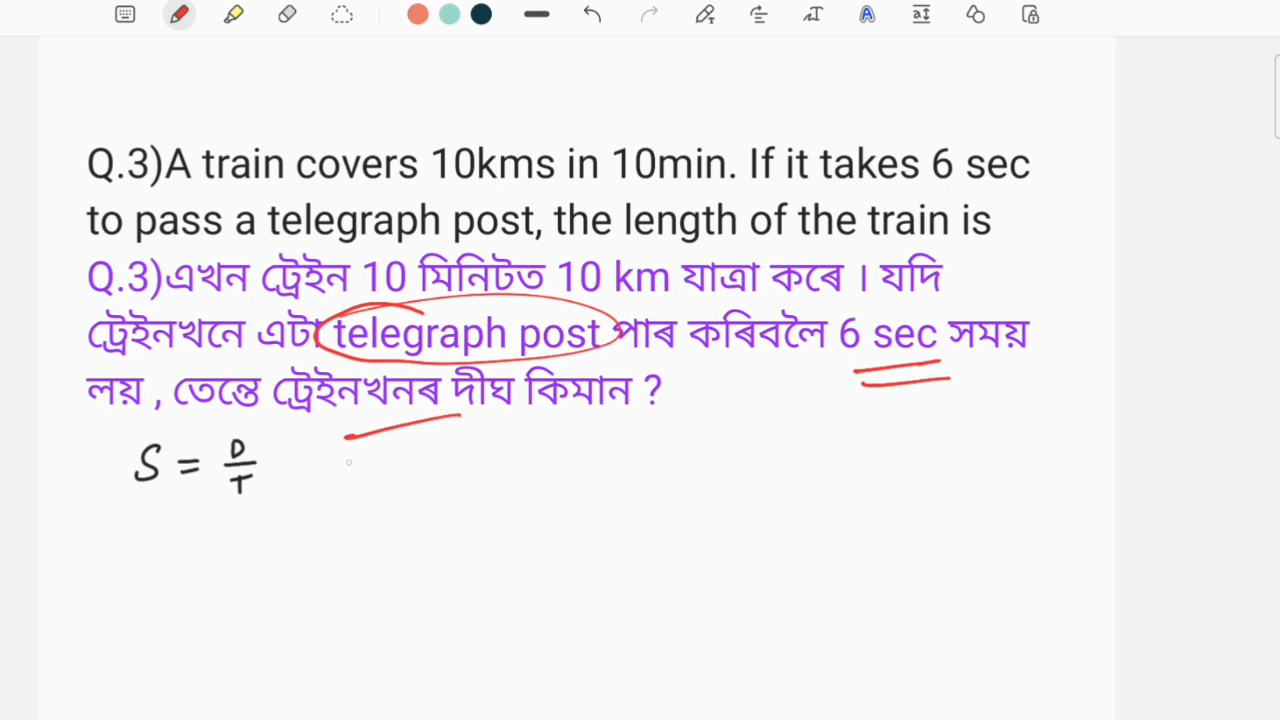 Q.3)A train covers 10kms in 10min. If it takes 6 sec
to pass a telegraph post, the length of the train is
Q.3)এখন ট্ৰেইন 10 মিনিটত 10 km যাত্ৰা কৰে । যদি
ট্ৰেইনখনে এটা telegraph post পাৰ কৰিবলৈ 6 sec সময়
লয় , তেন্তে ট্ৰেইনখনৰ দীঘ কিমান ?
S = D/T